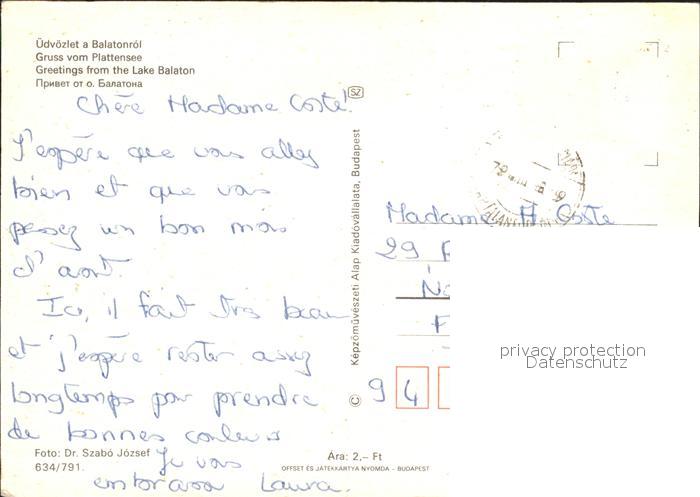 Üdvözlet a Balatonról
Gruss vom Plattensee
Greetings from the Lake Balaton
Привет от о. Балатона
Chère Madame Coste!
J'espère que vous allez
bien et que vous
passez un bon mois
d'août.
Ici, il fait très beau
et j'espère rester assez
longtemps pour prendre
de bonnes couleurs
Je vous
embrasse Laura.
Foto: Dr. Szabó József
634/791.
Ára: 2,– Ft
OFFSET ÉS JÁTÉKKÁRTYA NYOMDA – BUDAPEST
SZ
© Képzőművészeti Alap Kiadóvállalata, Budapest
Madame A. Coste
29
94
privacy protection
Datenschutz